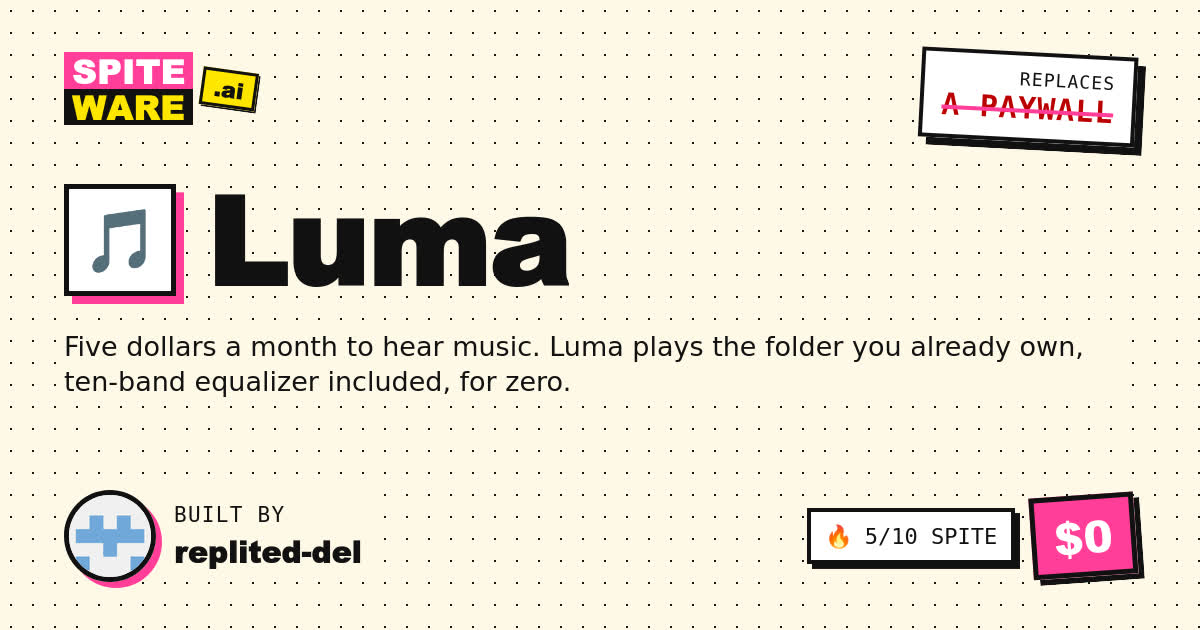 SPITE
WARE
.ai
REPLACES
A PAYWALL
Luma
Five dollars a month to hear music. Luma plays the folder you already own,
ten-band equalizer included, for zero.
BUILT BY
replited-del
🔥 5/10 SPITE
$0